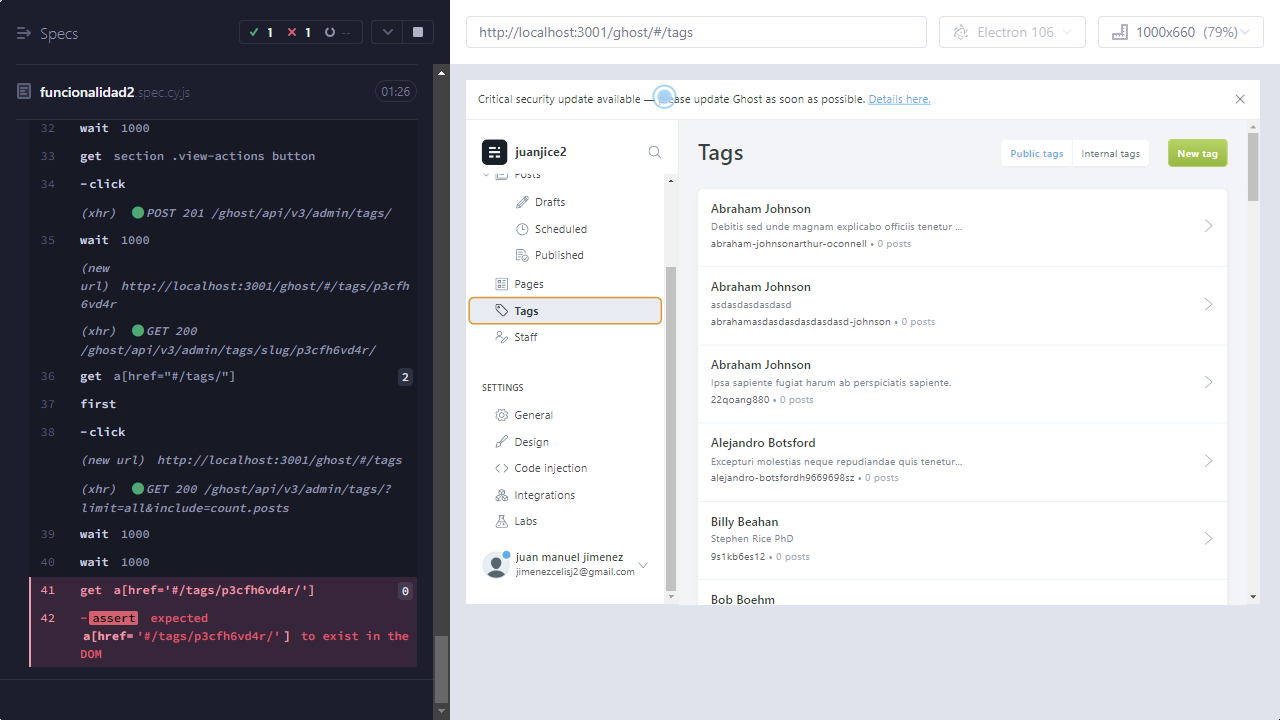 Specs
1
1
--
http://localhost:3001/ghost/#/tags
Electron 106
1000x660 (79%)
funcionalidad2.spec.cy.js
01:26
32 wait 1000
33 get section .view-actions button
34 -click
(xhr) POST 201 /ghost/api/v3/admin/tags/
35 wait 1000
(new
url) http://localhost:3001/ghost/#/tags/p3cfh
6vd4r
(xhr) GET 200
/ghost/api/v3/admin/tags/slug/p3cfh6vd4r/
36 get a[href="#/tags/"] 2
37 first
38 -click
(new url) http://localhost:3001/ghost/#/tags
(xhr) GET 200 /ghost/api/v3/admin/tags/?
limit=all&include=count.posts
39 wait 1000
40 wait 1000
41 get a[href='#/tags/p3cfh6vd4r/'] 0
42 -assert expected
a[href='#/tags/p3cfh6vd4r/'] to exist in the
DOM
Critical security update available — please update Ghost as soon as possible. Details here.
juanjice2
Posts
Drafts
Scheduled
Published
Pages
Tags
Staff
SETTINGS
General
Design
Code injection
Integrations
Labs
juan manuel jimenez
jimenezcelisj2@gmail.com
Tags
Public tags
Internal tags
New tag
Abraham Johnson
Debitis sed unde magnam explicabo officiis tenetur ...
abraham-johnsonarthur-oconnell • 0 posts
Abraham Johnson
asdasdasdasdasd
abrahamasdasdasdasdasdasd-johnson • 0 posts
Abraham Johnson
Ipsa sapiente fugiat harum ab perspiciatis sapiente.
22qoang880 • 0 posts
Alejandro Botsford
Excepturi molestias neque repudiandae quis tenetur...
alejandro-botsfordh9669698sz • 0 posts
Billy Beahan
Stephen Rice PhD
9s1kb6es12 • 0 posts
Bob Boehm